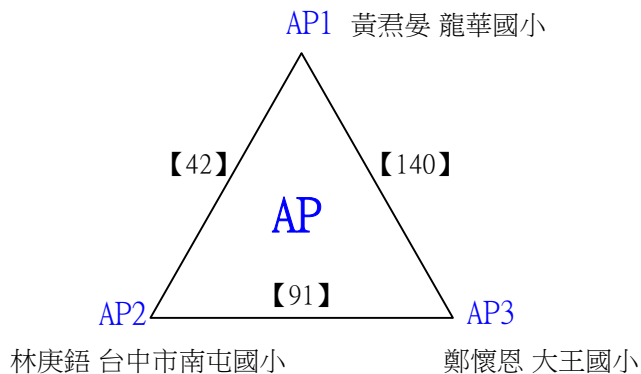 AP1 黃焄晏 龍華國小
【42】
【140】
AP
【91】
AP2
AP3
林庚鋙 台中市南屯國小
鄭懷恩 大王國小